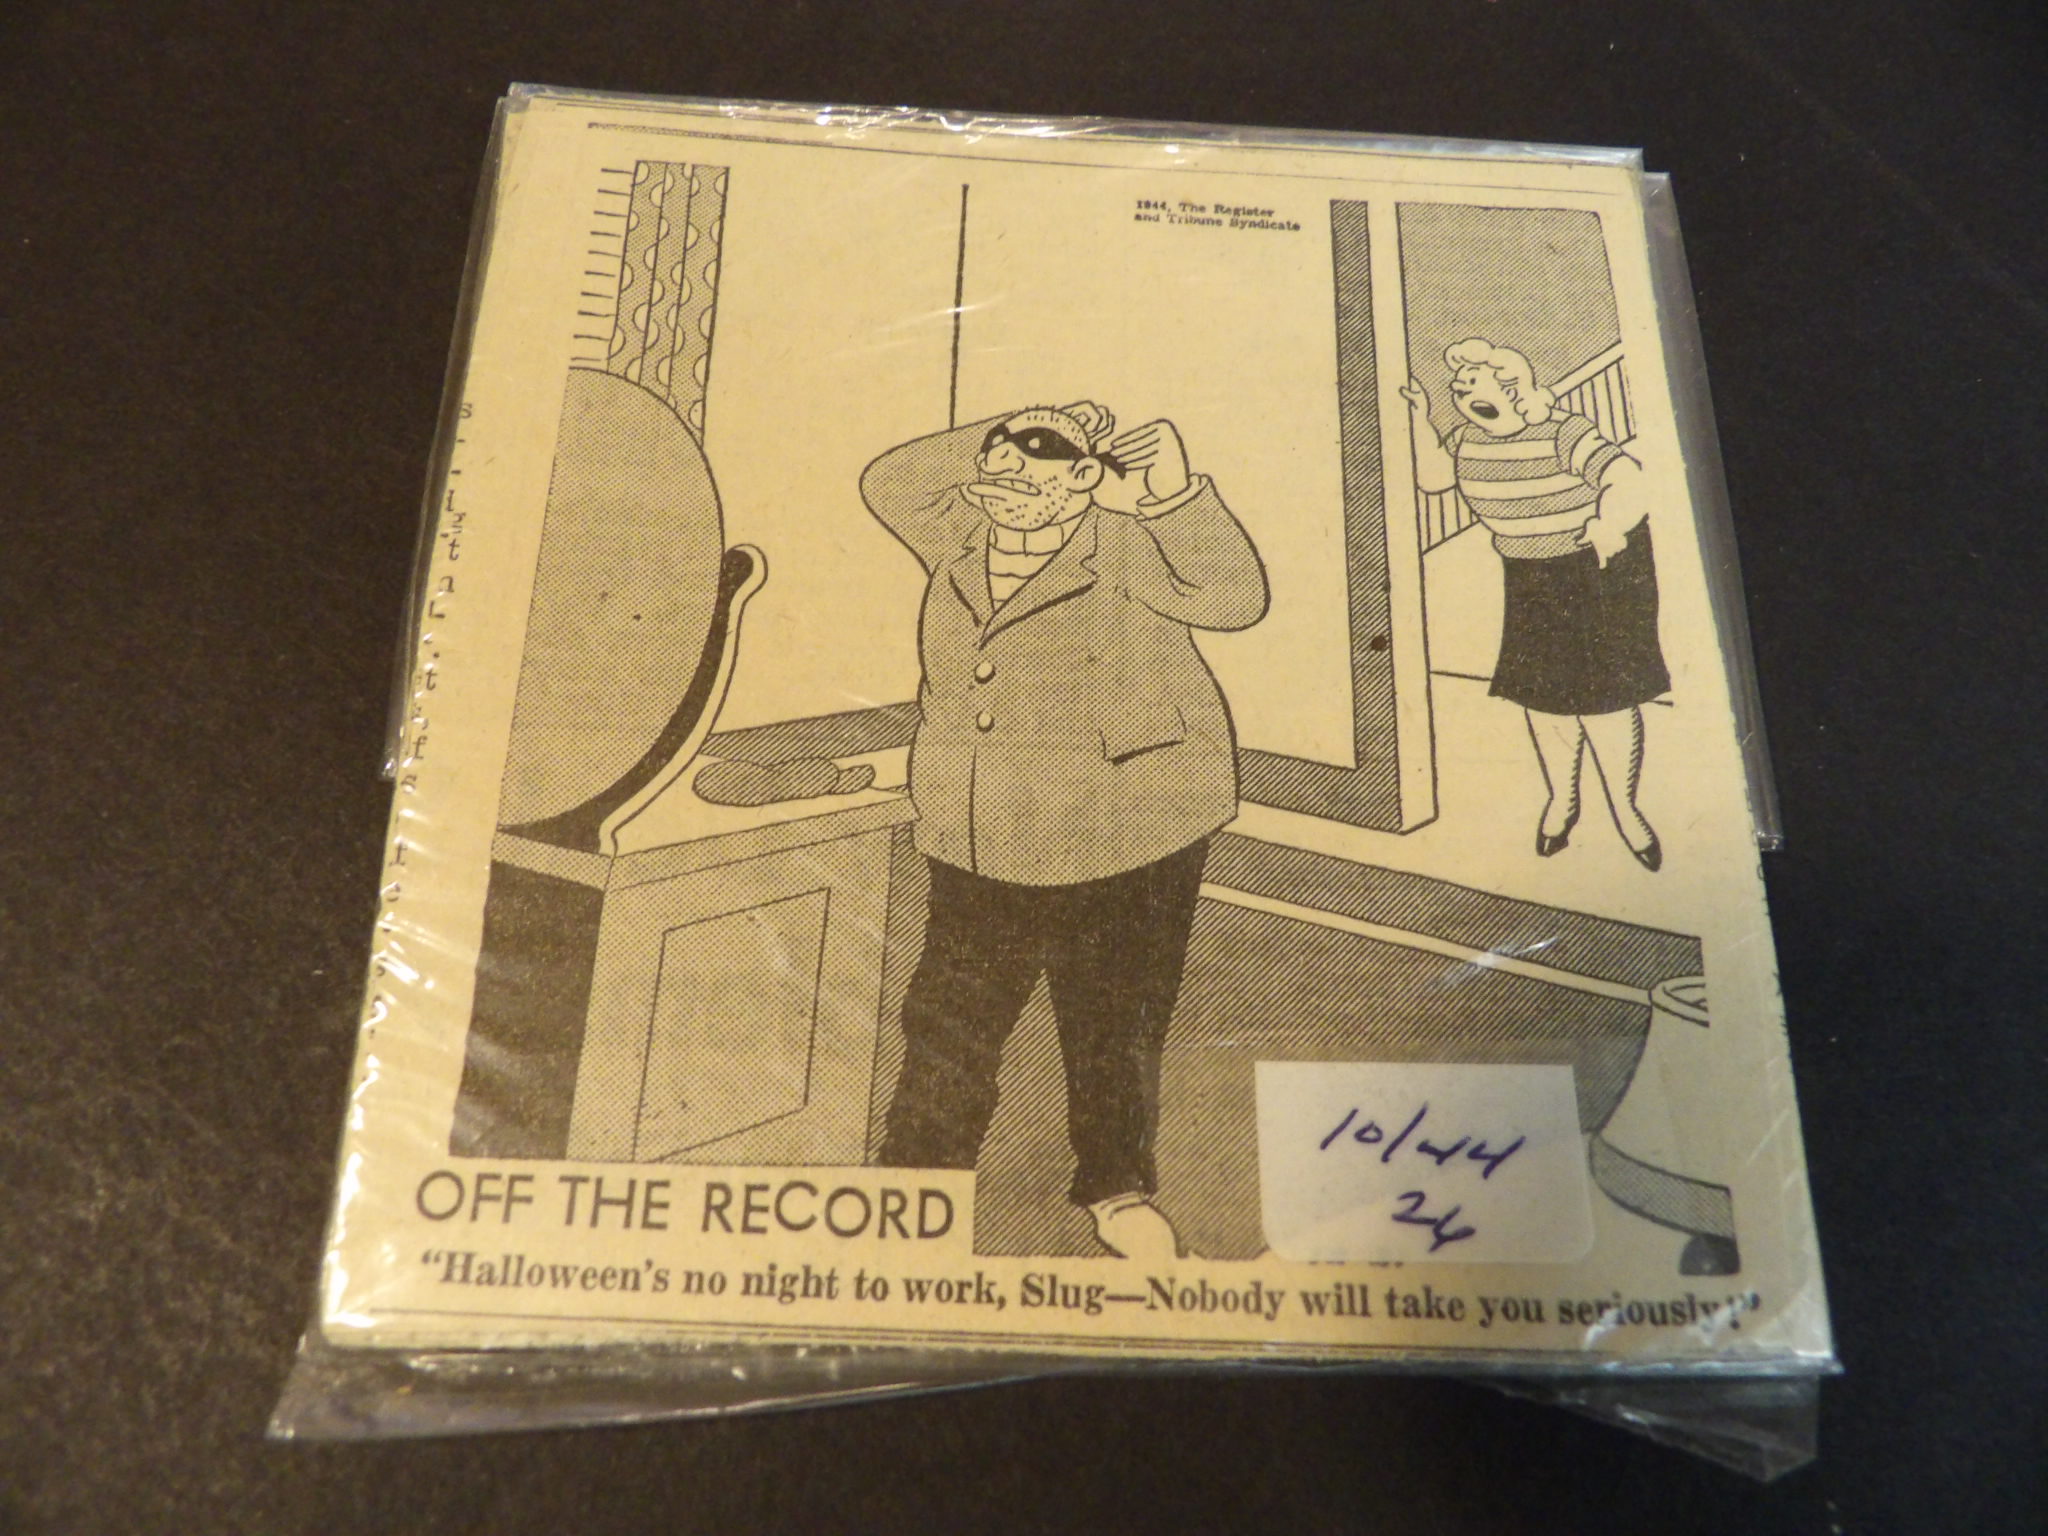 1944, The Register
and Tribune Syndicate
OFF THE RECORD
"Halloween's no night to work, Slug—Nobody will take you seriously!"
10/44
26